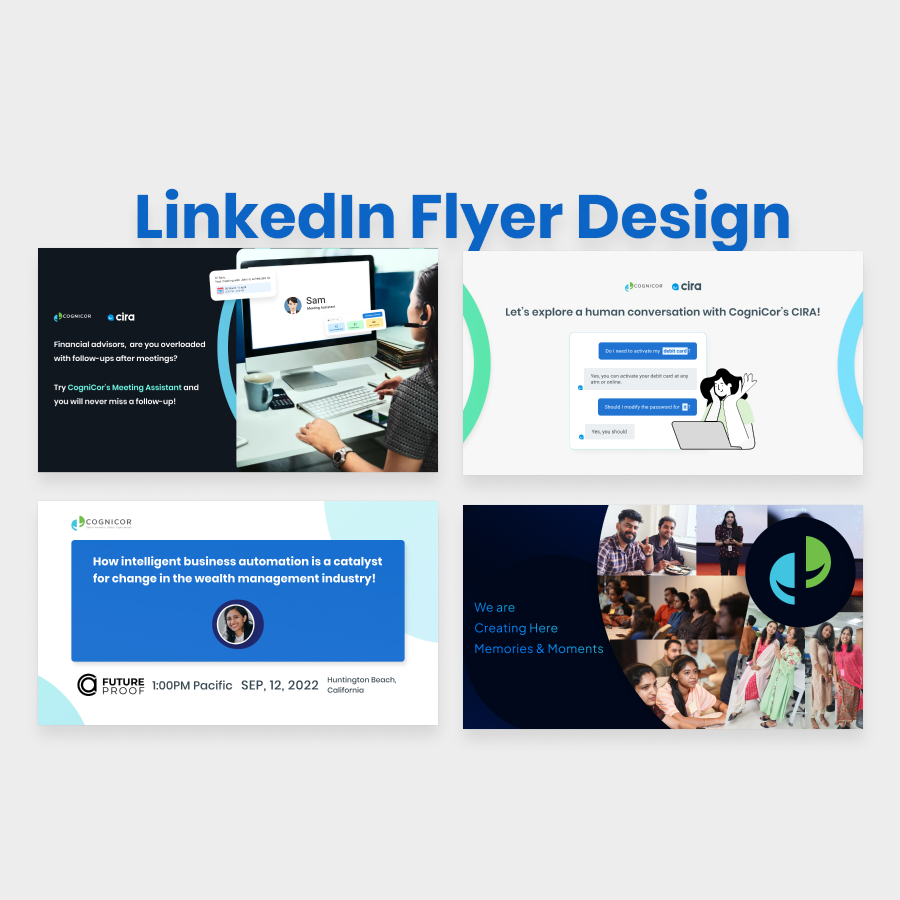 LinkedIn Flyer Design
COGNICOR
cira
Financial advisors, are you overloaded
with follow-ups after meetings?
Try CogniCor's Meeting Assistant and
you will never miss a follow-up!
Hi Sam,
Sam
Meeting Assistant
COGNICOR
cira
Let's explore a human conversation with CogniCor's CIRA!
Do I need to activate my debit card ?
Yes, you can activate your debit card at any
atm or online.
Should I modify the password for it ?
Yes, you should
COGNICOR
How intelligent business automation is a catalyst
for change in the wealth management industry!
FUTURE
PROOF
1:00PM Pacific
SEP, 12, 2022
Huntington Beach,
California
We are
Creating Here
Memories & Moments